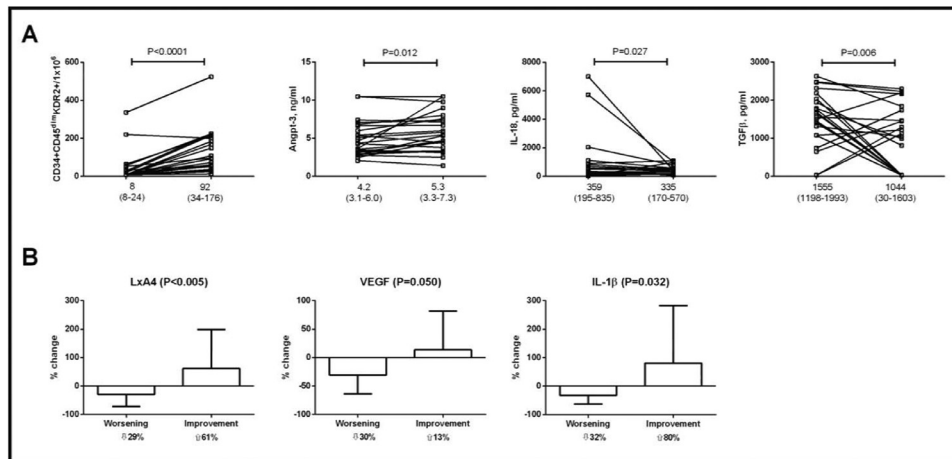 A
P<0.0001
P=0.012
P=0.027
P=0.006
CD34+CD45dimKDR2+/1x10⁶
600
400
200
0
8
(8-24)
92
(34-176)
Angpt-3, ng/ml
15
10
5
0
4.2
(3.1-6.0)
5.3
(3.3-7.3)
IL-18, pg/ml
8000
6000
4000
2000
0
359
(195-835)
335
(170-570)
TGFβ, pg/ml
3000
2000
1000
0
1555
(1198-1993)
1044
(30-1603)
B
LxA4 (P<0.005)
% change
300
200
100
0
-100
Worsening
⇩29%
Improvement
⇧61%
VEGF (P=0.050)
% change
100
50
0
-50
-100
Worsening
⇩30%
Improvement
⇧13%
IL-1β (P=0.032)
% change
300
200
100
0
-100
Worsening
⇩32%
Improvement
⇧80%